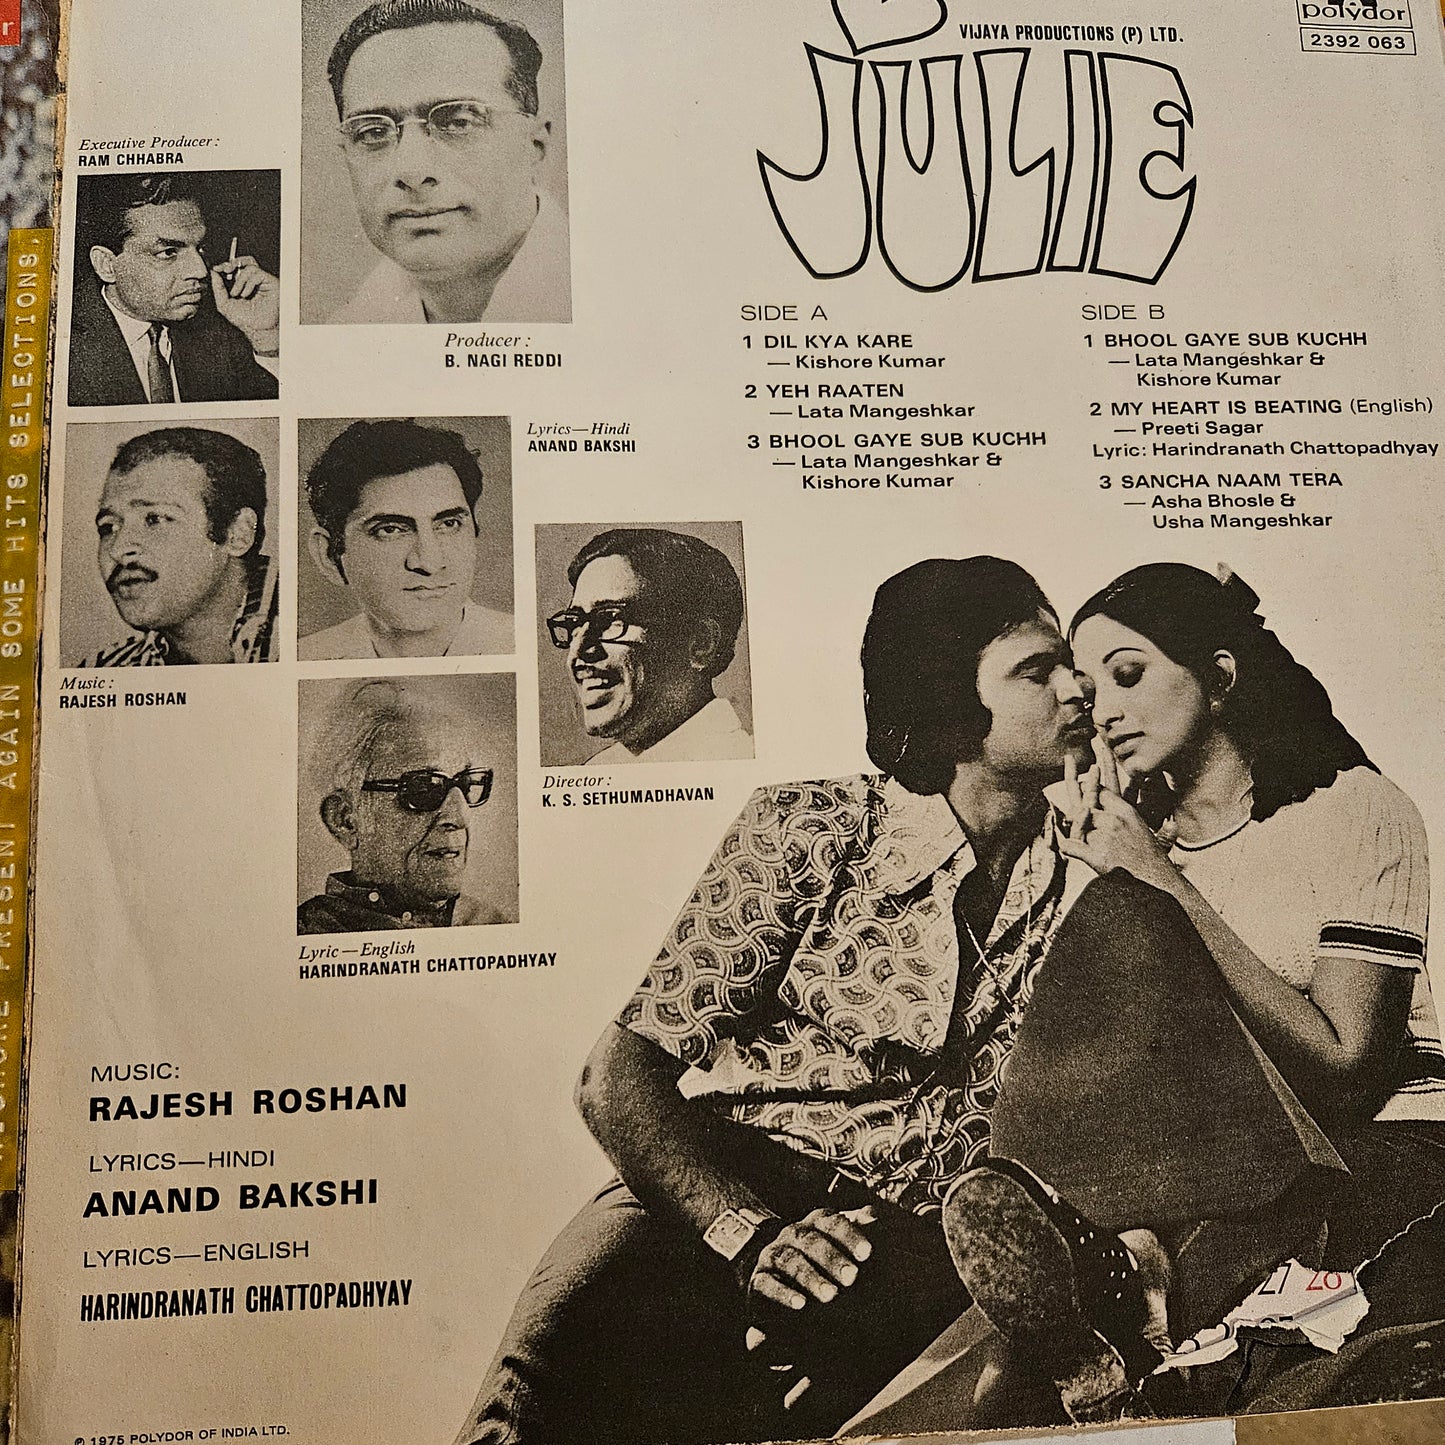 r
VIJAYA PRODUCTIONS (P) LTD.
polydor
2392 063
JULIE
Executive Producer :
RAM CHHABRA
Producer :
B. NAGI REDDI
Lyrics—Hindi
ANAND BAKSHI
Music :
RAJESH ROSHAN
Director :
K. S. SETHUMADHAVAN
Lyric—English
HARINDRANATH CHATTOPADHYAY
SIDE A
1 DIL KYA KARE
— Kishore Kumar
2 YEH RAATEN
— Lata Mangeshkar
3 BHOOL GAYE SUB KUCHH
— Lata Mangeshkar &
Kishore Kumar
SIDE B
1 BHOOL GAYE SUB KUCHH
— Lata Mangeshkar &
Kishore Kumar
2 MY HEART IS BEATING (English)
— Preeti Sagar
Lyric: Harindranath Chattopadhyay
3 SANCHA NAAM TERA
— Asha Bhosle &
Usha Mangeshkar
MUSIC:
RAJESH ROSHAN
LYRICS—HINDI
ANAND BAKSHI
LYRICS—ENGLISH
HARINDRANATH CHATTOPADHYAY
℗ 1975 POLYDOR OF INDIA LTD.
PRESENT AGAIN SOME HITS SELECTIONS,
27 28